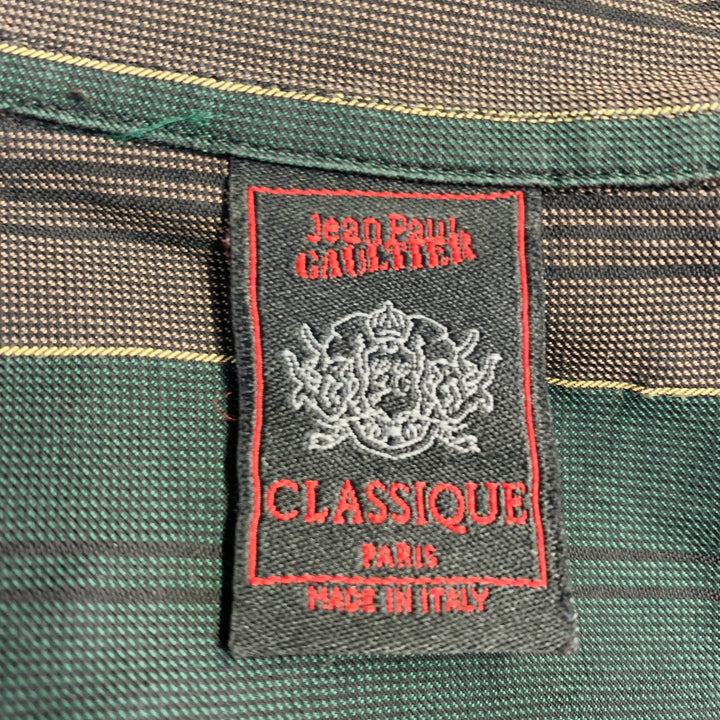 Jean Paul
GAULTIER
CLASSIQUE
PARIS
MADE IN ITALY